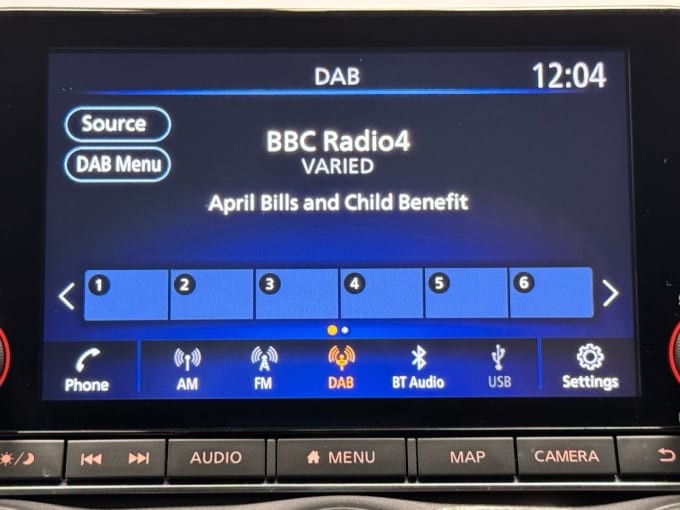 DAB 12:04
Source
BBC Radio4
DAB Menu
VARIED
April Bills and Child Benefit
1 2 3 4 5 6
Phone AM FM DAB BT Audio USB Settings
AUDIO MENU MAP CAMERA